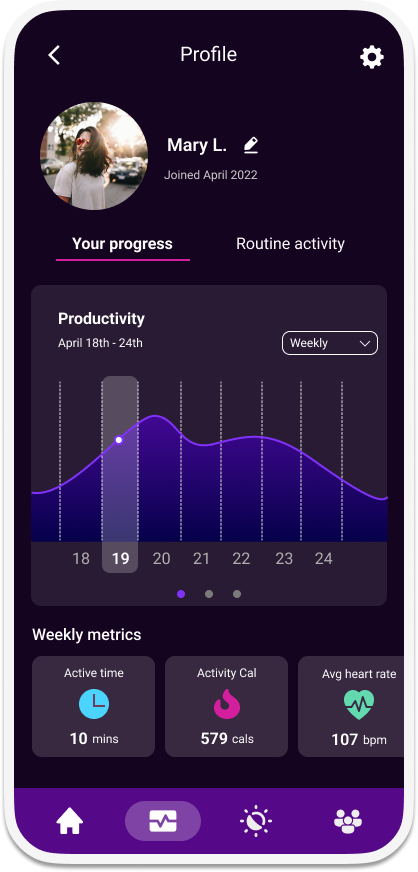 Profile
Mary L.
Joined April 2022
Your progress Routine activity
Productivity
April 18th - 24th
Weekly
18 19 20 21 22 23 24
Weekly metrics
Active time Activity Cal Avg heart rate
10 mins 579 cals 107 bpm